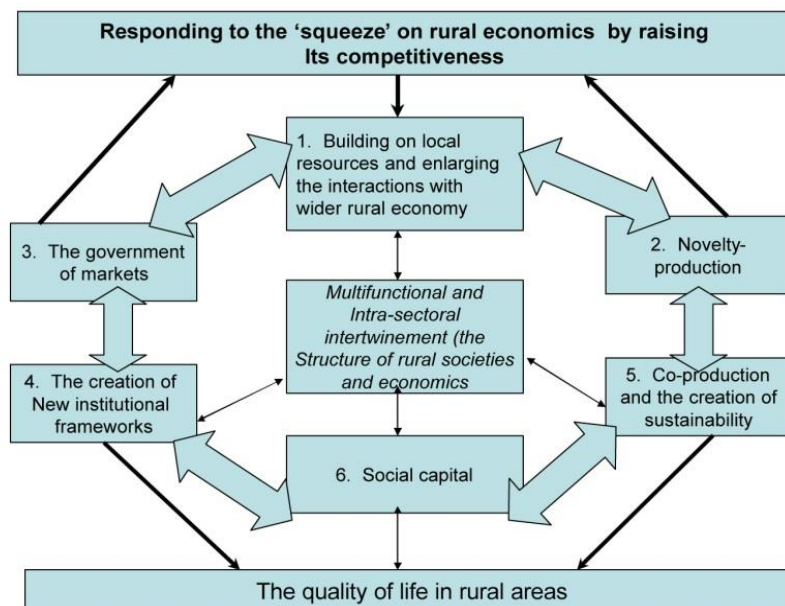 Responding to the ‘squeeze’ on rural economics by raising
Its competitiveness
1. Building on local
resources and enlarging
the interactions with
wider rural economy
3. The government
of markets
2. Novelty-
production
Multifunctional and
Intra-sectoral
intertwinement (the
Structure of rural societies
and economics
4. The creation of
New institutional
frameworks
5. Co-production
and the creation of
sustainability
6. Social capital
The quality of life in rural areas